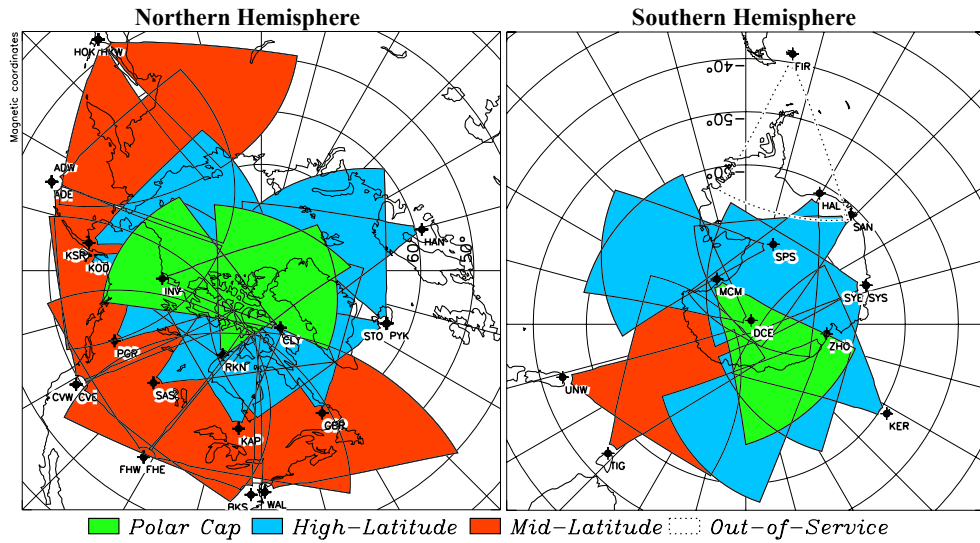 Northern Hemisphere
Southern Hemisphere
Magnetic coordinates
HOK HKW
ADW
ADE
KSR
KOD
INV
PGR
CVW CVE
SAS
RKN
CLY
KAP
GBR
FHW FHE
BKS
WAL
HAN
STO PYK
60
50°
FIR
-40°
-50°
-60°
HAL
SAN
SPS
MCM
SYE SYS
DCE
ZHO
UNW
TIG
KER
Polar Cap
High-Latitude
Mid-Latitude
Out-of-Service